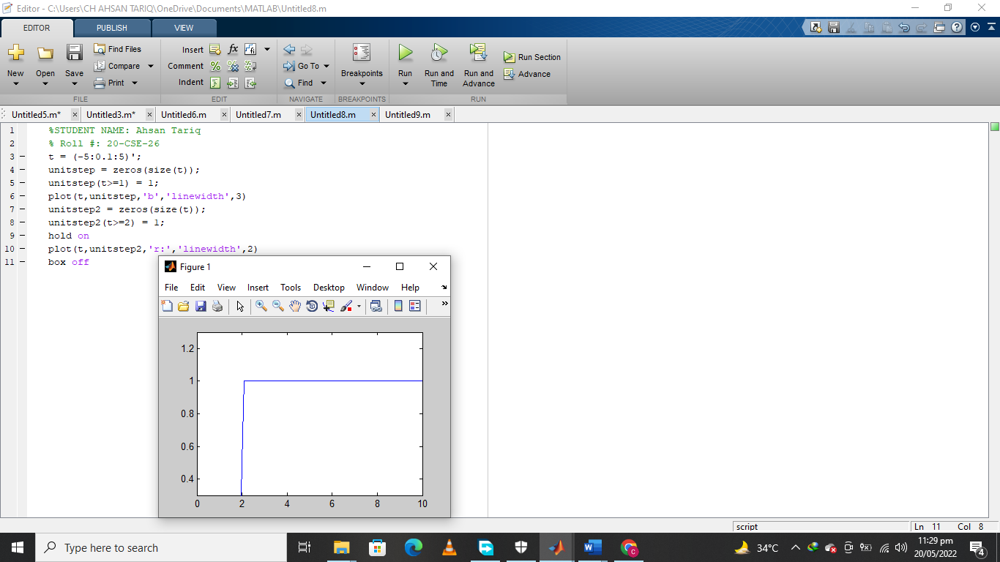 Editor - C:\Users\CH AHSAN TARIQ\OneDrive\Documents\MATLAB\Untitled8.m
EDITOR PUBLISH VIEW
New Open Save Find Files Compare Print
FILE
Insert fx
Comment
Indent
EDIT
Go To
Find
NAVIGATE
Breakpoints
BREAKPOINTS
Run Run and Time Run and Advance Run Section Advance
RUN
Untitled5.m* × Untitled3.m* × Untitled6.m × Untitled7.m × Untitled8.m × Untitled9.m ×
1 %STUDENT NAME: Ahsan Tariq
2 % Roll #: 20-CSE-26
3 – t = (-5:0.1:5)';
4 – unitstep = zeros(size(t));
5 – unitstep(t>=1) = 1;
6 – plot(t,unitstep,'b','linewidth',3)
7 – unitstep2 = zeros(size(t));
8 – unitstep2(t>=2) = 1;
9 – hold on
10 – plot(t,unitstep2,'r:','linewidth',2)
11 – box off
Figure 1
File Edit View Insert Tools Desktop Window Help
1.2
1
0.8
0.6
0.4
0 2 4 6 8 10
script Ln 11 Col 8
Type here to search
34°C
11:29 pm
20/05/2022
4